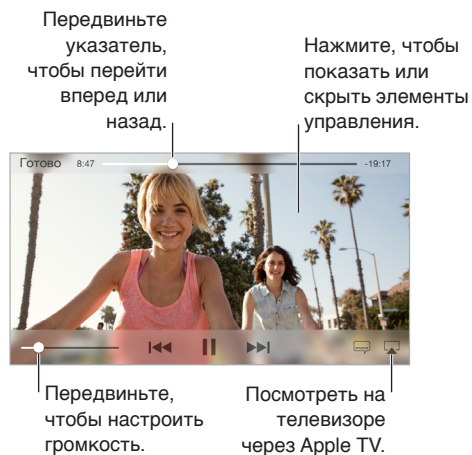 Передвиньте
указатель,
чтобы перейти
вперед или
назад.
Нажмите, чтобы
показать или
скрыть элементы
управления.
Готово 8:47 -19:17
Передвиньте,
чтобы настроить
громкость.
Посмотреть на
телевизоре
через Apple TV.